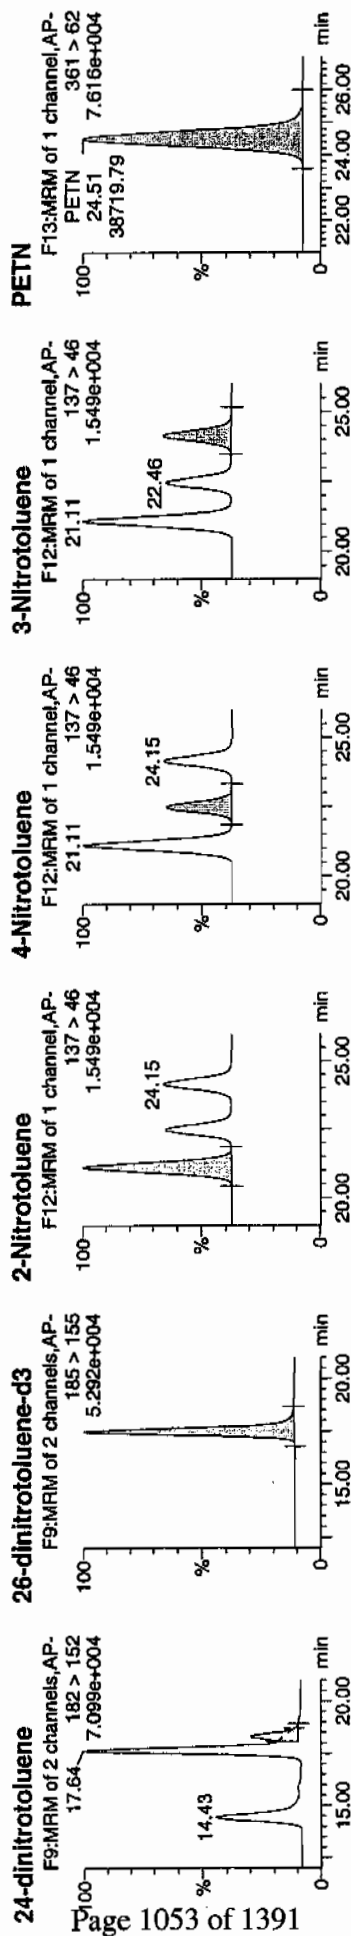 24-dinitrotoluene
F9:MRM of 2 channels,AP-
182 > 152
7.099e+004
17.64
14.43
100
%
0
15.00
20.00
min
26-dinitrotoluene-d3
F9:MRM of 2 channels,AP-
185 > 155
5.292e+004
100
%
0
15.00
20.00
min
2-Nitrotoluene
F12:MRM of 1 channel,AP-
137 > 46
1.549e+004
24.15
100
%
0
20.00
25.00
min
4-Nitrotoluene
F12:MRM of 1 channel,AP-
21.11
137 > 46
1.549e+004
24.15
100
%
0
20.00
25.00
min
3-Nitrotoluene
F12:MRM of 1 channel,AP-
21.11
137 > 46
1.549e+004
22.46
100
%
0
20.00
25.00
min
PETN
F13:MRM of 1 channel,AP-
PETN
361 > 62
24.51
7.616e+004
38719.79
100
%
0
22.00
24.00
26.00
min
Page 1053 of 1391